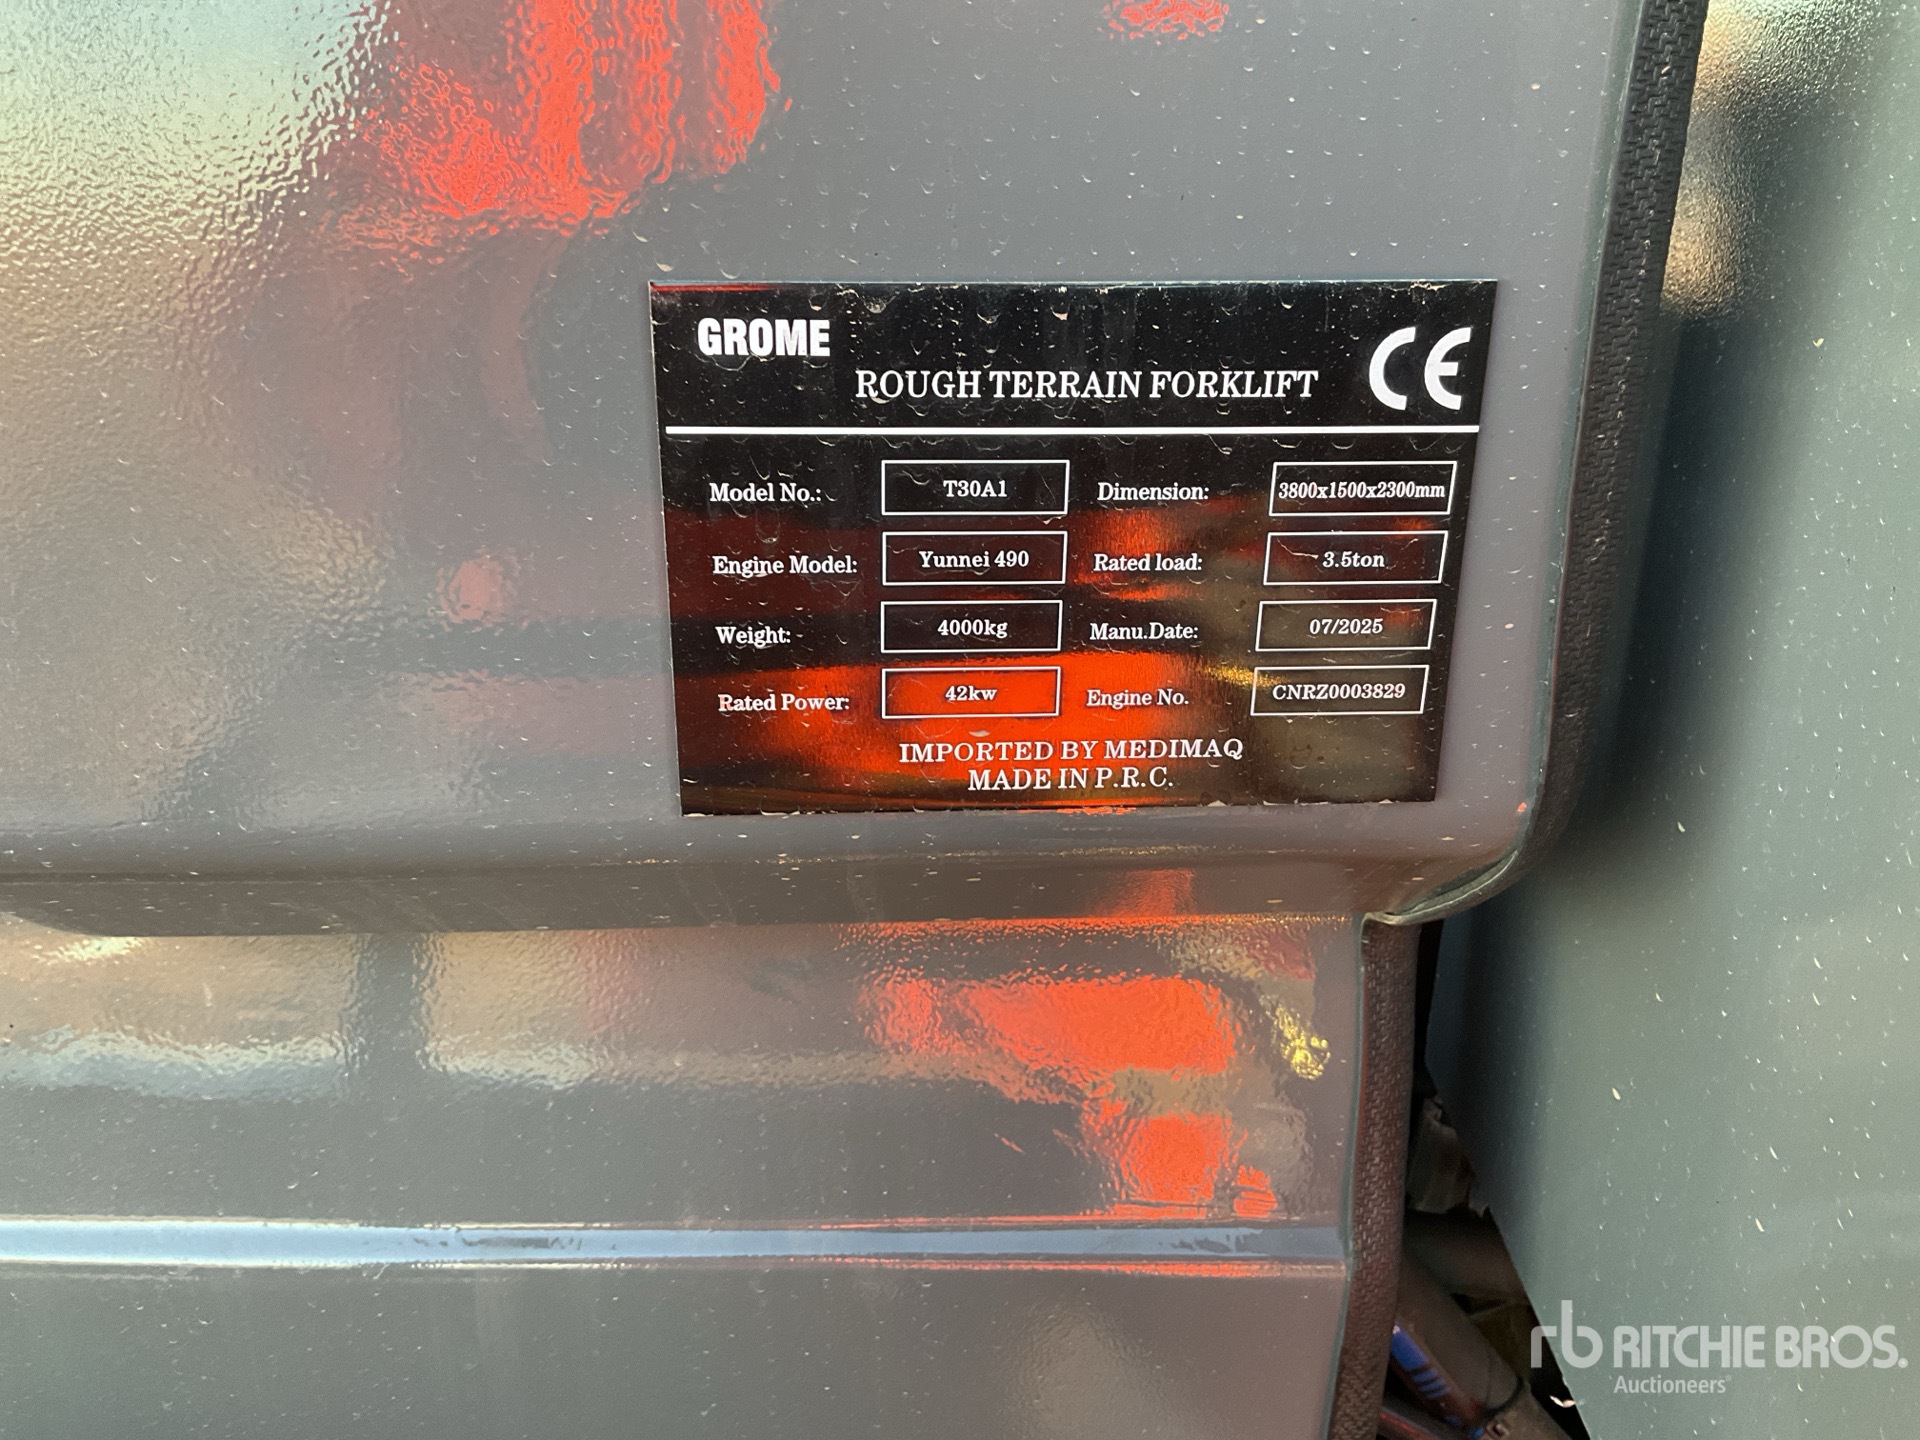 GROME
ROUGH TERRAIN FORKLIFT CE
Model No.: T30A1 Dimension: 3800x1500x2300mm
Engine Model: Yunnei 490 Rated load: 3.5ton
Weight: 4000kg Manu.Date: 07/2025
Rated Power: 42kw Engine No. CNRZ0003829
IMPORTED BY MEDIMAQ
MADE IN P.R.C.
rb RITCHIE BROS.
Auctioneers